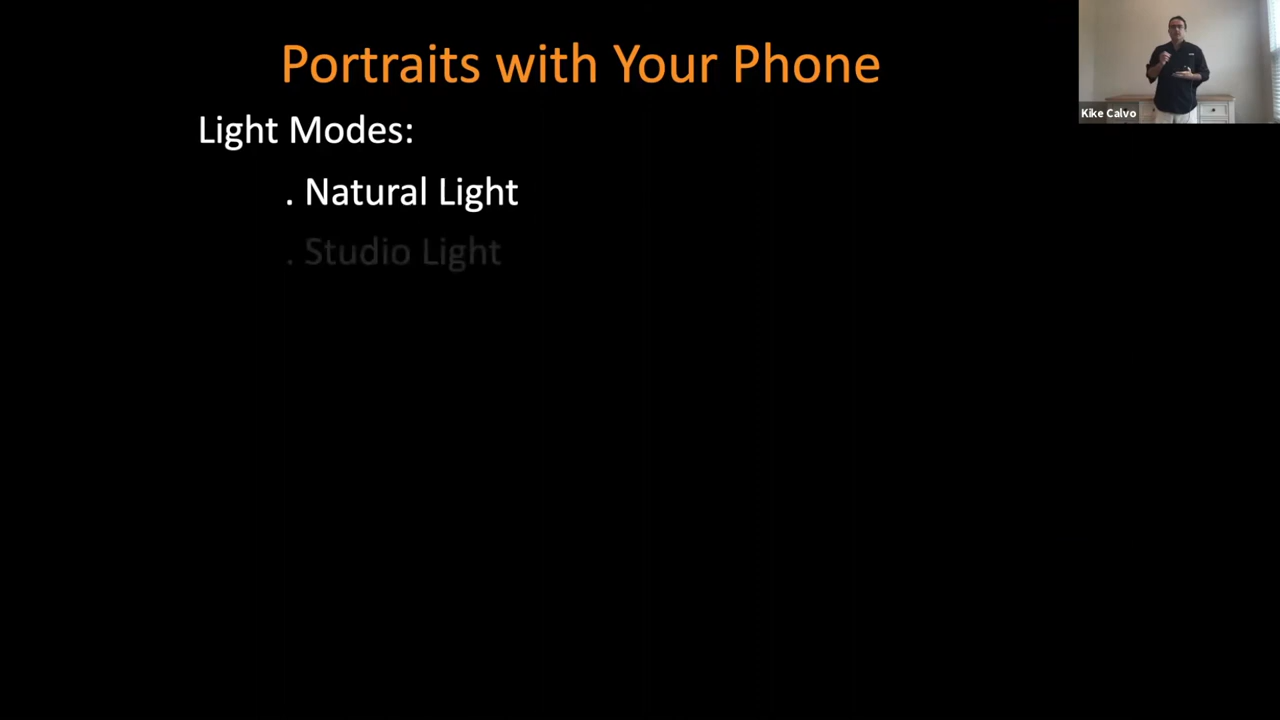 Portraits with Your Phone
Kike Calvo
Light Modes:
. Natural Light
. Studio Light